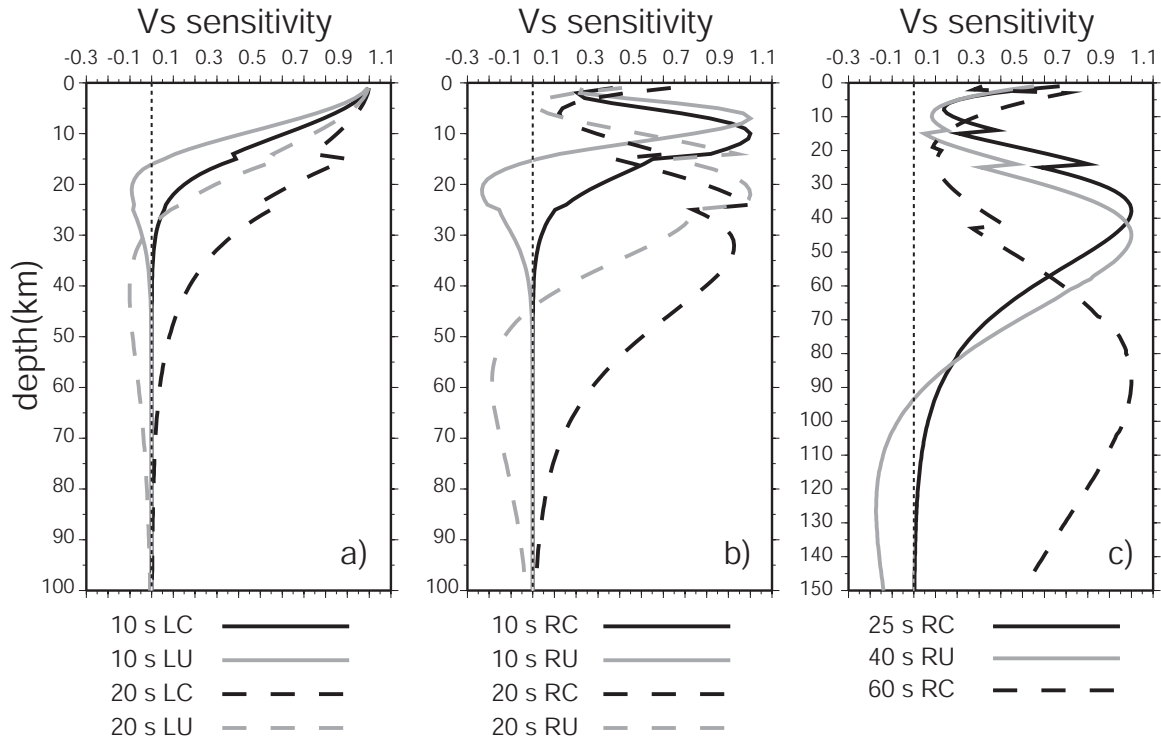 Vs sensitivity
-0.3 -0.1 0.1 0.3 0.5 0.7 0.9 1.1
0
10
20
30
40
50
60
70
80
90
100
depth(km)
a)
10 s LC
10 s LU
20 s LC
20 s LU
Vs sensitivity
-0.3 -0.1 0.1 0.3 0.5 0.7 0.9 1.1
0
10
20
30
40
50
60
70
80
90
100
b)
10 s RC
10 s RU
20 s RC
20 s RU
Vs sensitivity
-0.3 -0.1 0.1 0.3 0.5 0.7 0.9 1.1
0
10
20
30
40
50
60
70
80
90
100
110
120
130
140
150
c)
25 s RC
40 s RU
60 s RC